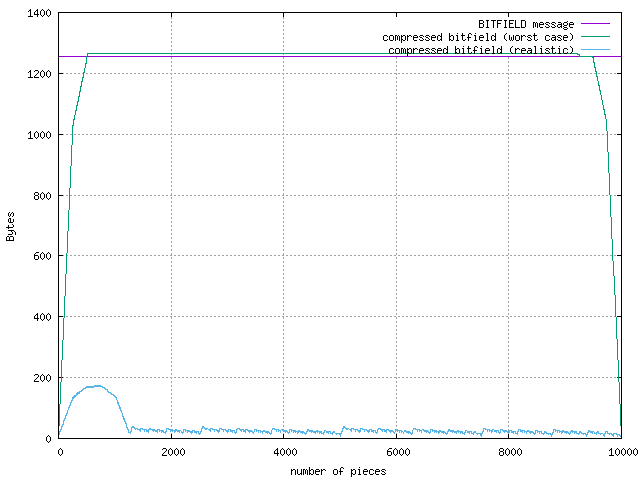 1400
1200
1000
800
600
400
200
0
Bytes
BITFIELD message
compressed bitfield (worst case)
compressed bitfield (realistic)
0
2000
4000
6000
8000
10000
number of pieces